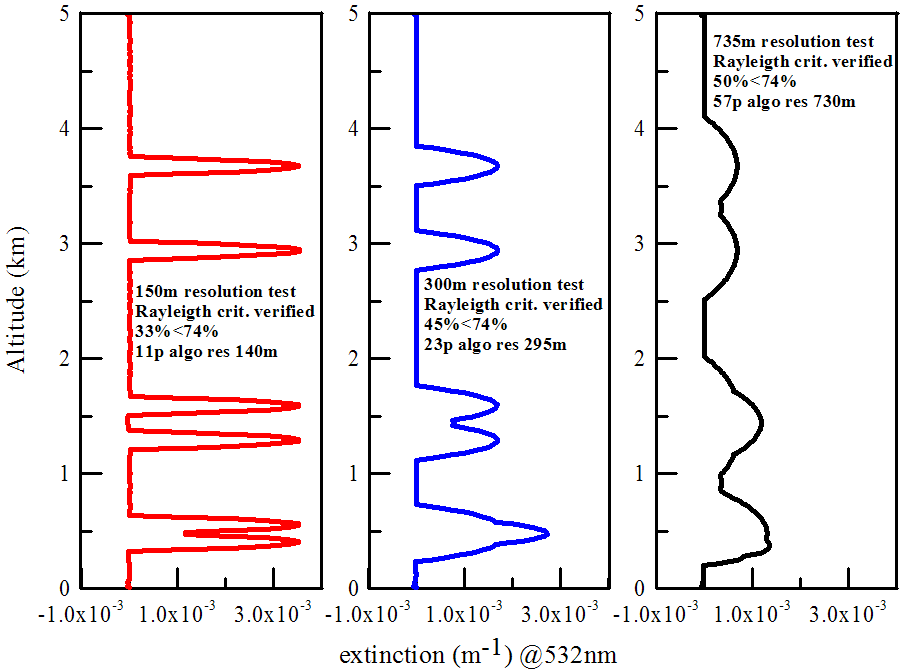 5
4
3
2
1
0
Altitude (km)
150m resolution test
Rayleigth crit. verified
33%<74%
11p algo res 140m
-1.0x10-3
1.0x10-3
3.0x10-3
5
4
3
2
1
0
300m resolution test
Rayleigth crit. verified
45%<74%
23p algo res 295m
-1.0x10-3
1.0x10-3
3.0x10-3
5
4
3
2
1
0
735m resolution test
Rayleigth crit. verified
50%<74%
57p algo res 730m
-1.0x10-3
1.0x10-3
3.0x10-3
extinction (m-1) @532nm